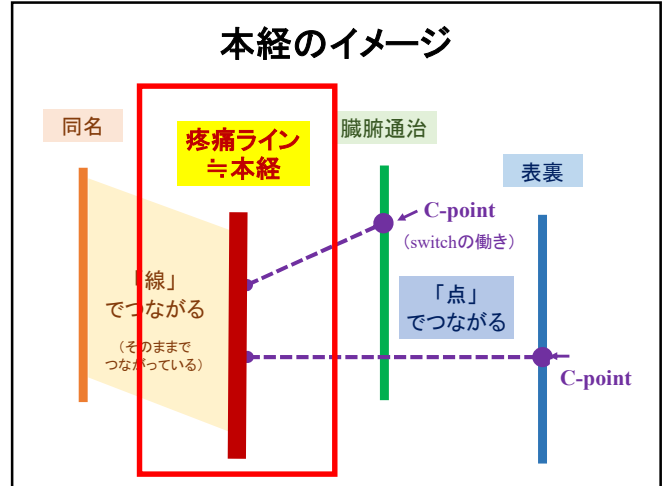 本経のイメージ
同名
疼痛ライン
≒本経
臓腑通治
表裏
C-point
（switchの働き）
「線」
でつながる
（そのままで
つながっている）
「点」
でつながる
C-point